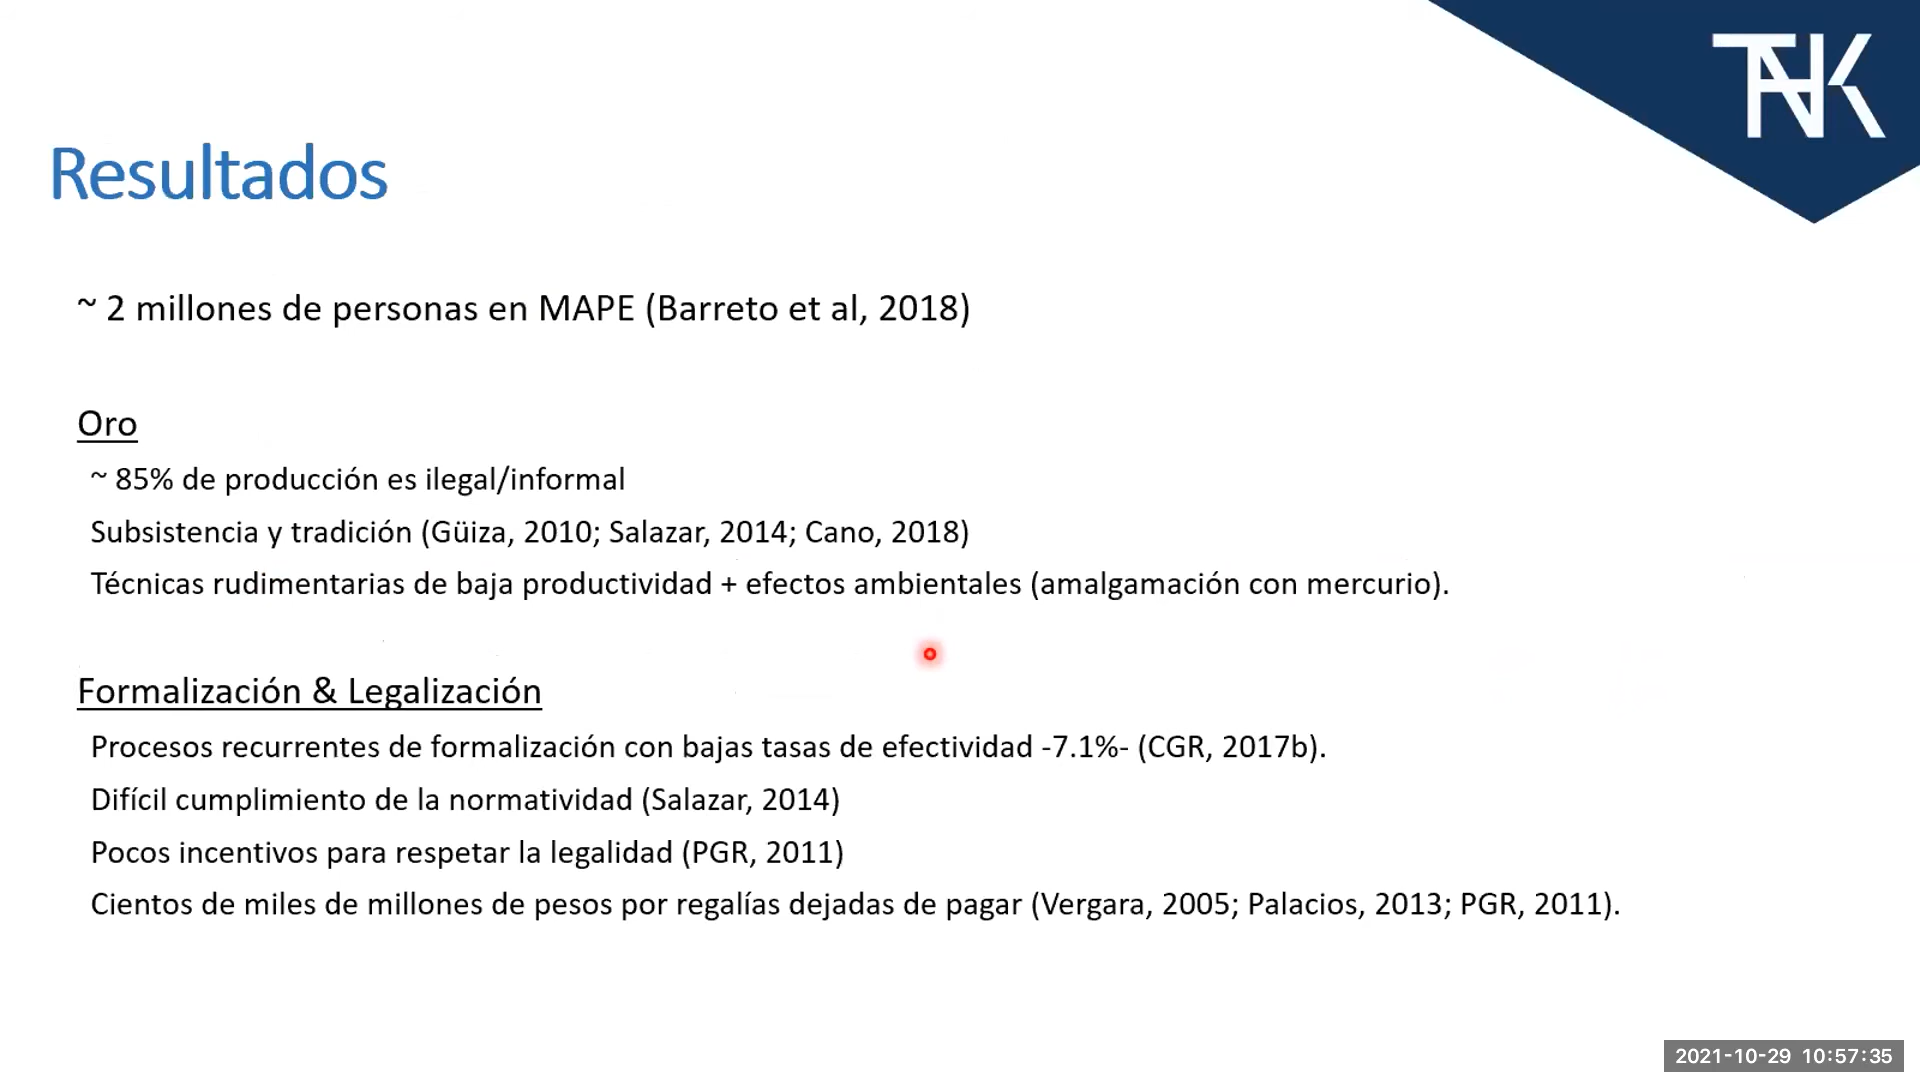 TANK
Resultados
~ 2 millones de personas en MAPE (Barreto et al, 2018)
Oro
~ 85% de producción es ilegal/informal
Subsistencia y tradición (Güiza, 2010; Salazar, 2014; Cano, 2018)
Técnicas rudimentarias de baja productividad + efectos ambientales (amalgamación con mercurio).
Formalización & Legalización
Procesos recurrentes de formalización con bajas tasas de efectividad -7.1%- (CGR, 2017b).
Difícil cumplimiento de la normatividad (Salazar, 2014)
Pocos incentivos para respetar la legalidad (PGR, 2011)
Cientos de miles de millones de pesos por regalías dejadas de pagar (Vergara, 2005; Palacios, 2013; PGR, 2011).
2021-10-29 10:57:35